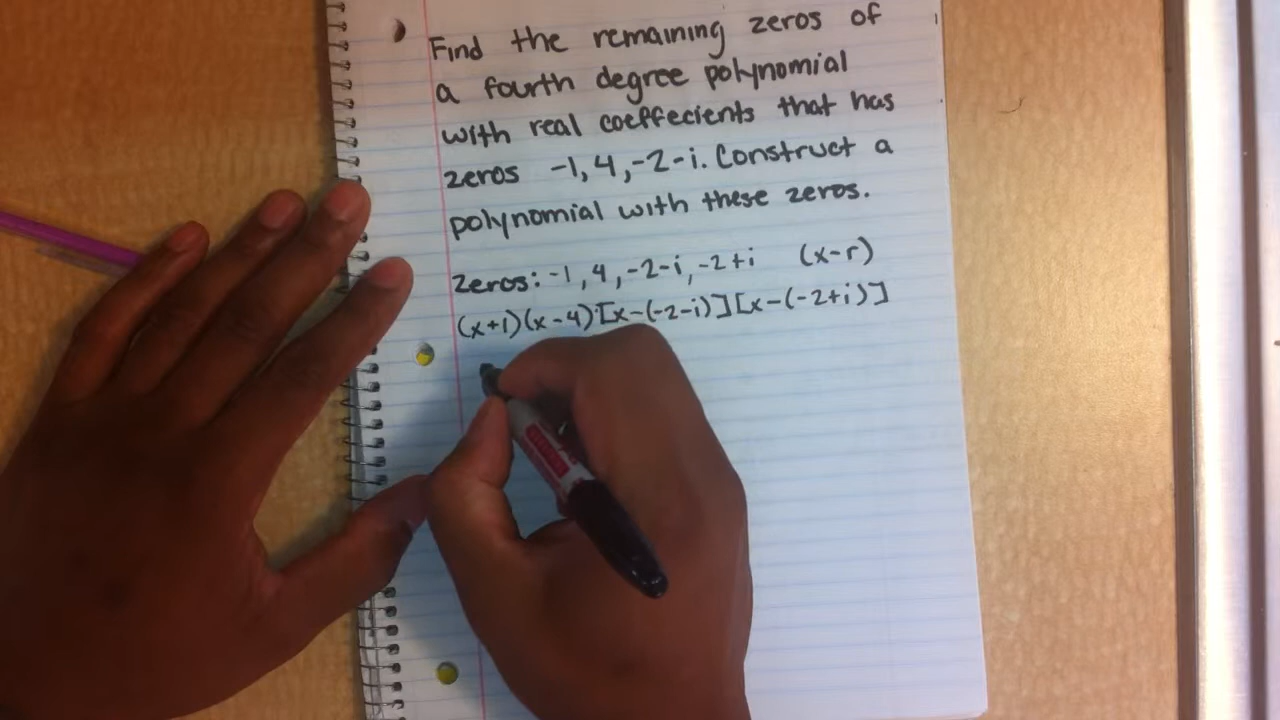 Find the remaining zeros of
a fourth degree polynomial
with real coeffecients that has
zeros -1, 4, -2-i. Construct a
polynomial with these zeros.
Zeros: -1, 4, -2-i, -2+i (x-r)
(x+1)(x-4)[x-(-2-i)][x-(-2+i)]